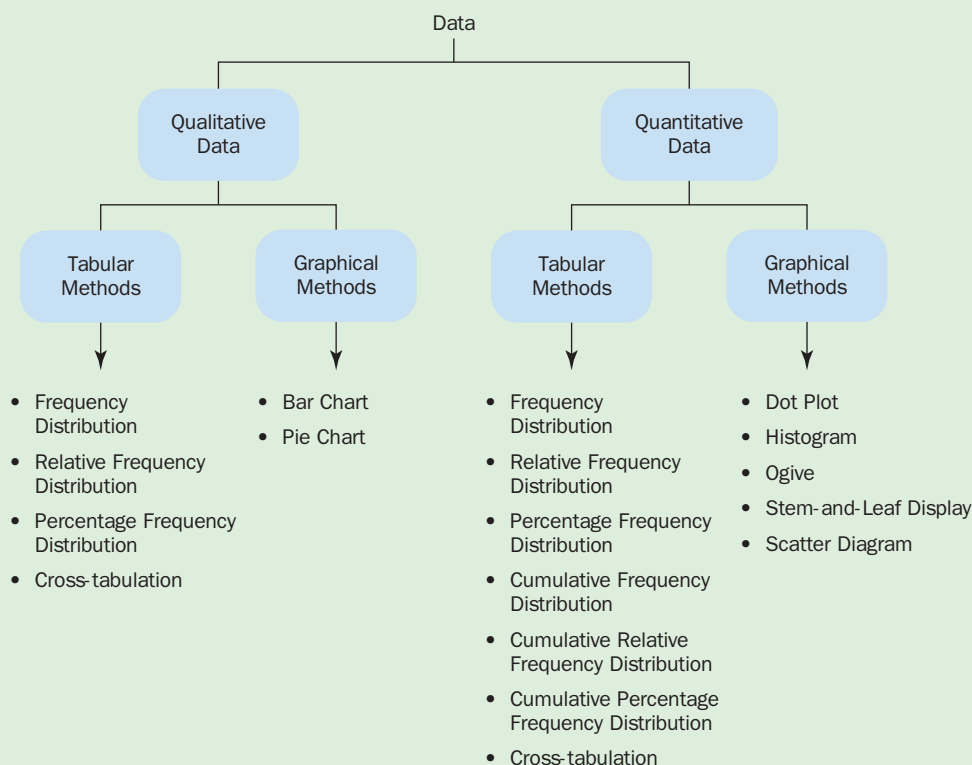 Data
Qualitative
Data
Quantitative
Data
Tabular
Methods
Graphical
Methods
Tabular
Methods
Graphical
Methods
• Frequency
Distribution
• Relative Frequency
Distribution
• Percentage Frequency
Distribution
• Cross-tabulation
• Bar Chart
• Pie Chart
• Frequency
Distribution
• Relative Frequency
Distribution
• Percentage Frequency
Distribution
• Cumulative Frequency
Distribution
• Cumulative Relative
Frequency Distribution
• Cumulative Percentage
Frequency Distribution
• Cross-tabulation
• Dot Plot
• Histogram
• Ogive
• Stem-and-Leaf Display
• Scatter Diagram